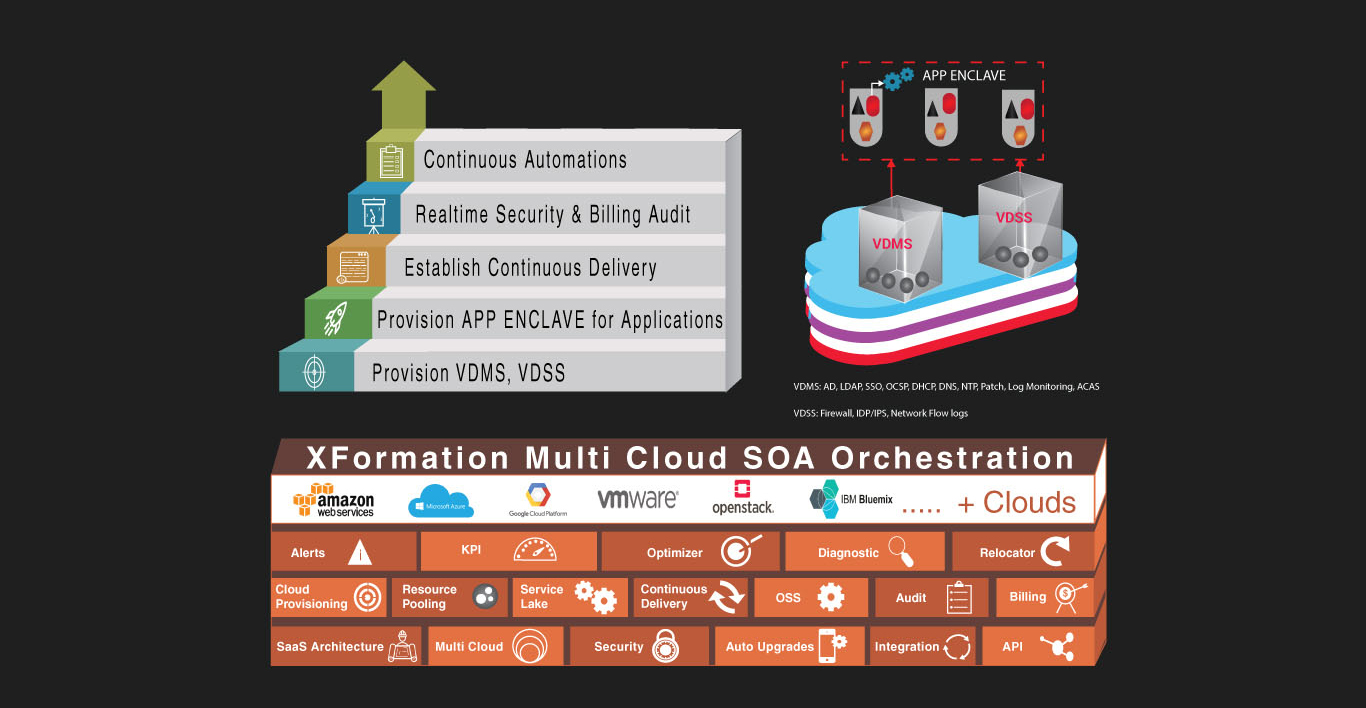 Continuous Automations
Realtime Security & Billing Audit
Establish Continuous Delivery
Provision APP ENCLAVE for Applications
Provision VDMS, VDSS
APP ENCLAVE
VDMS
VDSS
VDMS: AD, LDAP, SSO, OCSP, DHCP, DNS, NTP, Patch, Log Monitoring, ACAS
VDSS: Firewall, IDP/IPS, Network Flow logs
XFormation Multi Cloud SOA Orchestration
amazon
webservices
Microsoft Azure
Google Cloud Platform
vmware®
openstack.
IBM Bluemix
..... + Clouds
Alerts
KPI
Optimizer
Diagnostic
Relocator
Cloud
Provisioning
Resource
Pooling
Service
Lake
Continuous
Delivery
OSS
Audit
Billing
SaaS Architecture
Multi Cloud
Security
Auto Upgrades
Integration
API